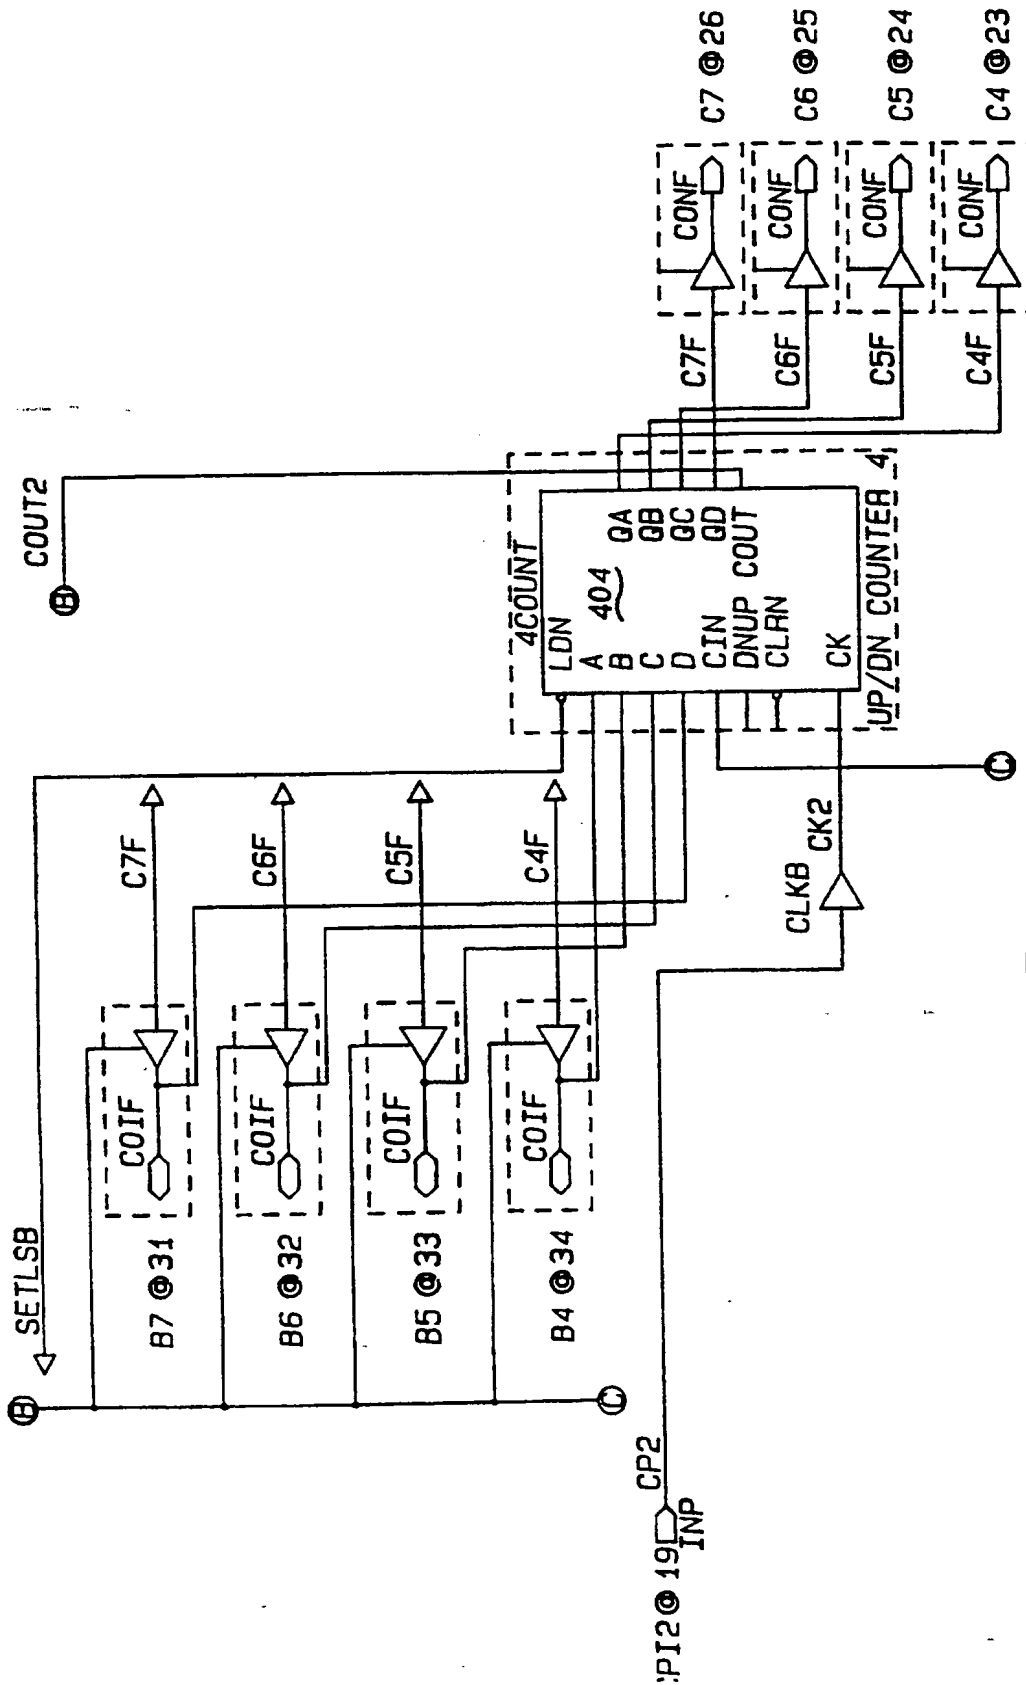 SETLSB
B
COUT2
B
B7 @31
COIF
C7F
B6 @32
COIF
C6F
B5 @33
COIF
C5F
B4 @34
COIF
C4F
C
4COUNT
LDN
A
B
C
D
CIN
DNUP
CLRN
CK
404
QA
QB
QC
QD
COUT
UP/DN COUNTER 4
C7F
CONF
C7 @26
C6F
CONF
C6 @25
C5F
CONF
C5 @24
C4F
CONF
C4 @23
CP2
INP
CPI2@19
CLKB
CK2
C